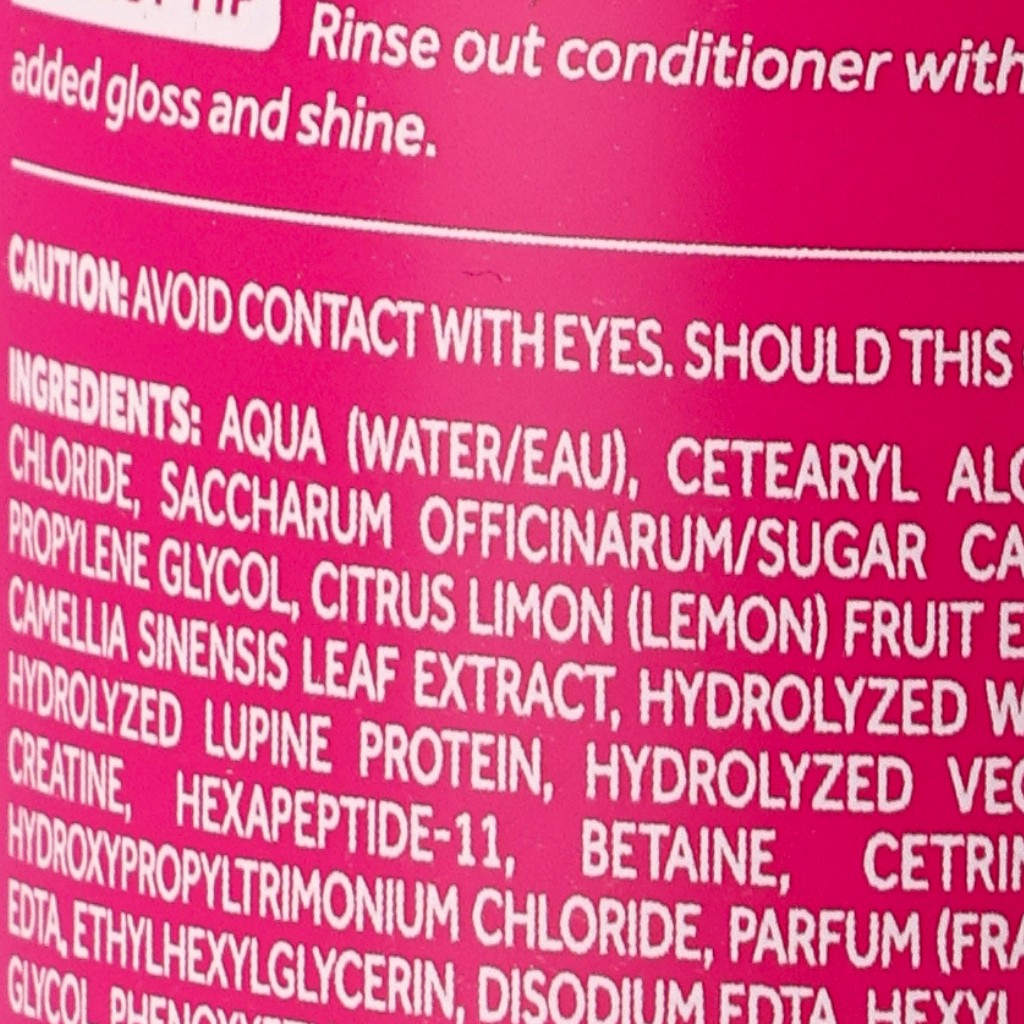 Rinse out conditioner with
added gloss and shine.
CAUTION: AVOID CONTACT WITH EYES. SHOULD THIS
INGREDIENTS: AQUA (WATER/EAU), CETEARYL
CHLORIDE, SACCHARUM OFFICINARUM/SUGAR
PROPYLENE GLYCOL, CITRUS LIMON (LEMON) FRUIT
CAMELLIA SINENSIS LEAF EXTRACT, HYDROLYZED
HYDROLYZED LUPINE PROTEIN, HYDROLYZED
CREATINE, HEXAPEPTIDE-11, BETAINE,
HYDROXYPROPYLTRIMONIUM CHLORIDE, PARFUM
EDTA, ETHYLHEXYLGLYCERIN, DISODIUM EDTA, HEXYL
GLYCOL